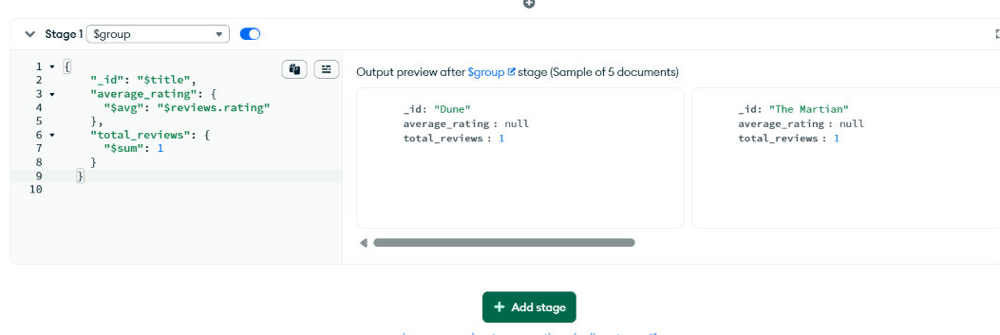 Stage 1 $group
1 {
2 "_id": "$title",
3 "average_rating": {
4 "$avg": "$reviews.rating"
5 },
6 "total_reviews": {
7 "$sum": 1
8 }
9 }
10
Output preview after $group stage (Sample of 5 documents)
_id: "Dune"
average_rating : null
total_reviews : 1
_id: "The Martian"
average_rating : null
total_reviews : 1
+ Add stage